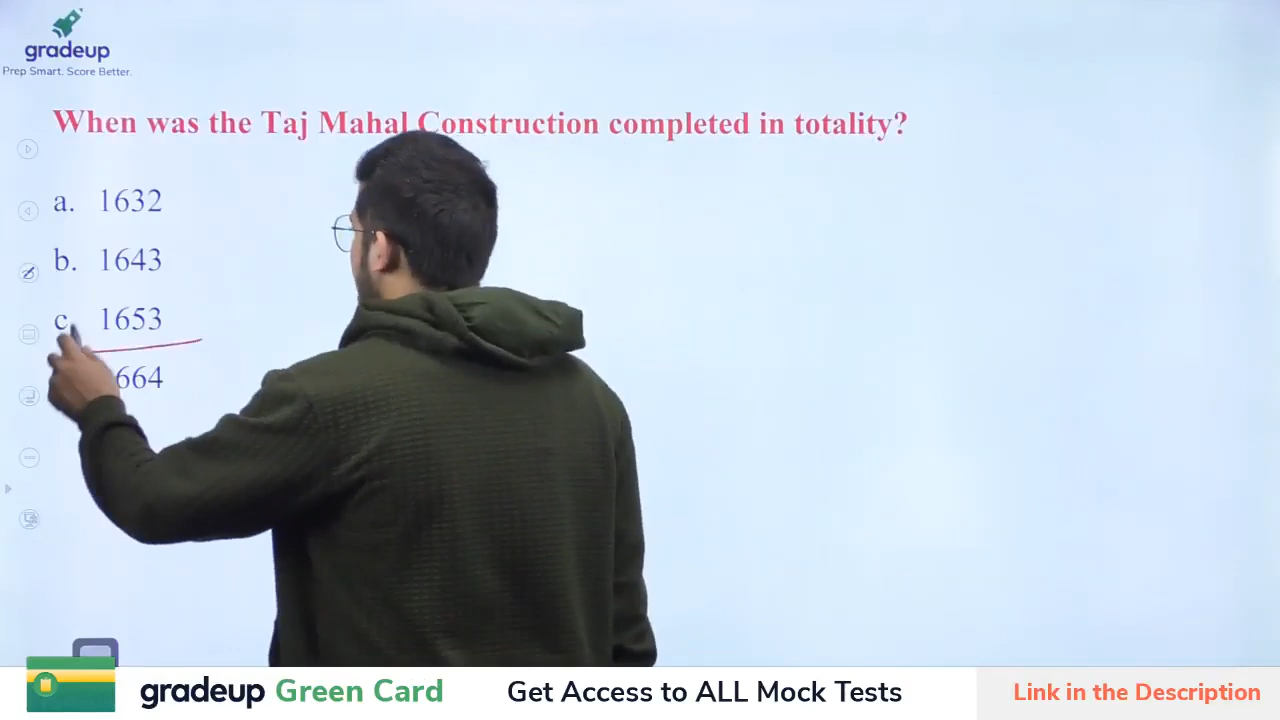 gradeup
Prep Smart. Score Better.
When was the Taj Mahal Construction completed in totality?
a. 1632
b. 1643
c. 1653
664
gradeup Green Card Get Access to ALL Mock Tests Link in the Description